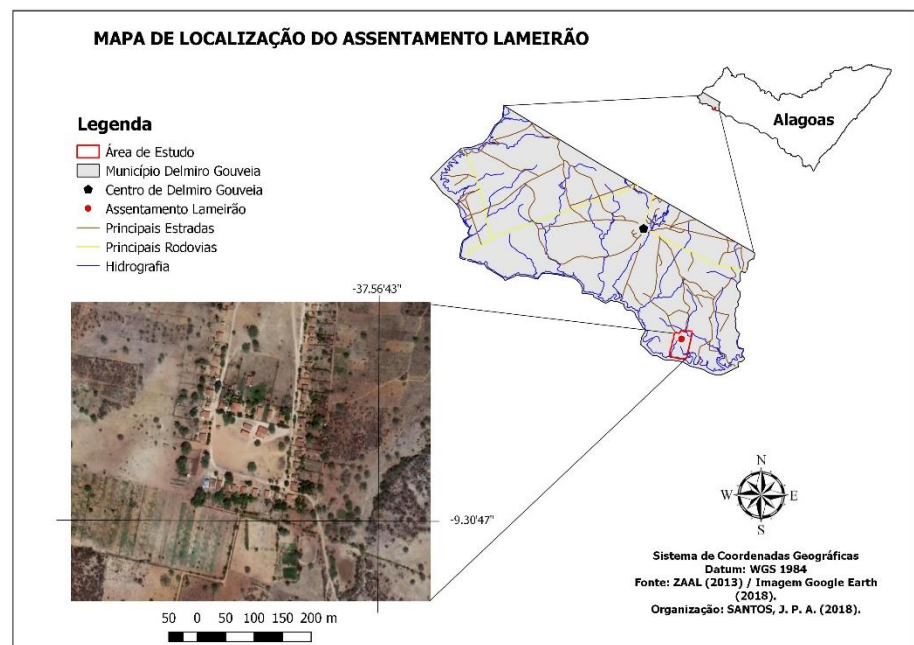 MAPA DE LOCALIZAÇÃO DO ASSENTAMENTO LAMEIRÃO
Alagoas
Legenda
Área de Estudo
Município Delmiro Gouveia
Centro de Delmiro Gouveia
Assentamento Lameirão
Principais Estradas
Principais Rodovias
Hidrografia
-37.56'43"
-9.30'47"
50 0 50 100 150 200 m
N
W E
S
Sistema de Coordenadas Geográficas
Datum: WGS 1984
Fonte: ZAAL (2013) / Imagem Google Earth
(2018).
Organização: SANTOS, J. P. A. (2018).